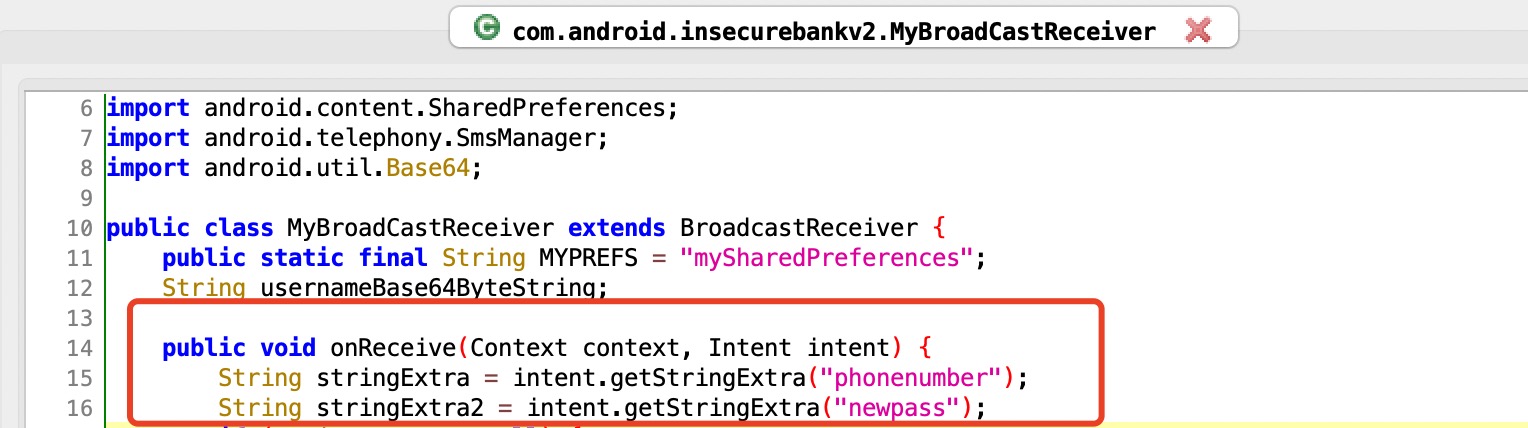 C com.android.insecurebankv2.MyBroadCastReceiver
6 import android.content.SharedPreferences;
7 import android.telephony.SmsManager;
8 import android.util.Base64;
9
10 public class MyBroadCastReceiver extends BroadcastReceiver {
11 public static final String MYPREFS = "mySharedPreferences";
12 String usernameBase64ByteString;
13
14 public void onReceive(Context context, Intent intent) {
15 String stringExtra = intent.getStringExtra("phonenumber");
16 String stringExtra2 = intent.getStringExtra("newpass");